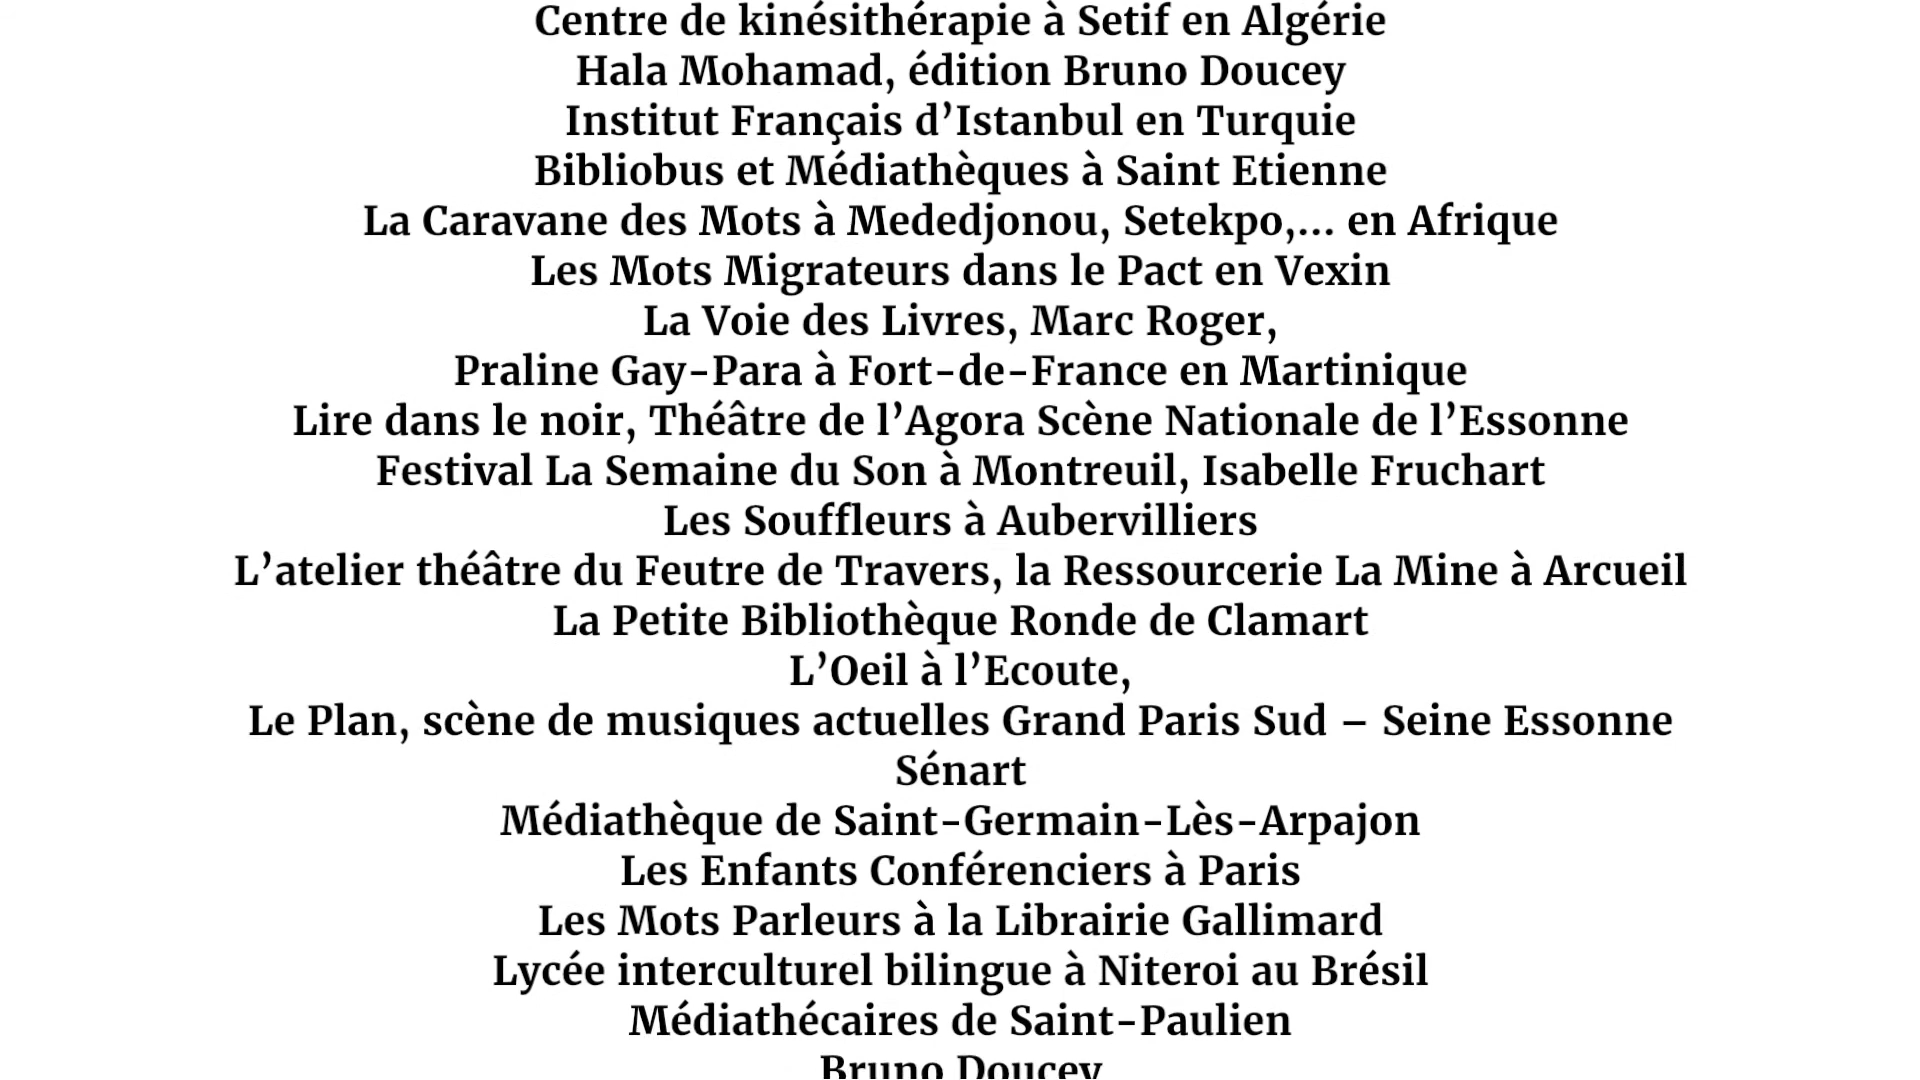 Centre de kinésithérapie à Setif en Algérie
Hala Mohamad, édition Bruno Doucey
Institut Français d’Istanbul en Turquie
Bibliobus et Médiathèques à Saint Etienne
La Caravane des Mots à Mededjonou, Setekpo,... en Afrique
Les Mots Migrateurs dans le Pact en Vexin
La Voie des Livres, Marc Roger,
Praline Gay-Para à Fort-de-France en Martinique
Lire dans le noir, Théâtre de l’Agora Scène Nationale de l’Essonne
Festival La Semaine du Son à Montreuil, Isabelle Fruchart
Les Souffleurs à Aubervilliers
L’atelier théâtre du Feutre de Travers, la Ressourcerie La Mine à Arcueil
La Petite Bibliothèque Ronde de Clamart
L’Oeil à l’Ecoute,
Le Plan, scène de musiques actuelles Grand Paris Sud – Seine Essonne
Sénart
Médiathèque de Saint-Germain-Lès-Arpajon
Les Enfants Conférenciers à Paris
Les Mots Parleurs à la Librairie Gallimard
Lycée interculturel bilingue à Niteroi au Brésil
Médiathécaires de Saint-Paulien
Bruno Doucey